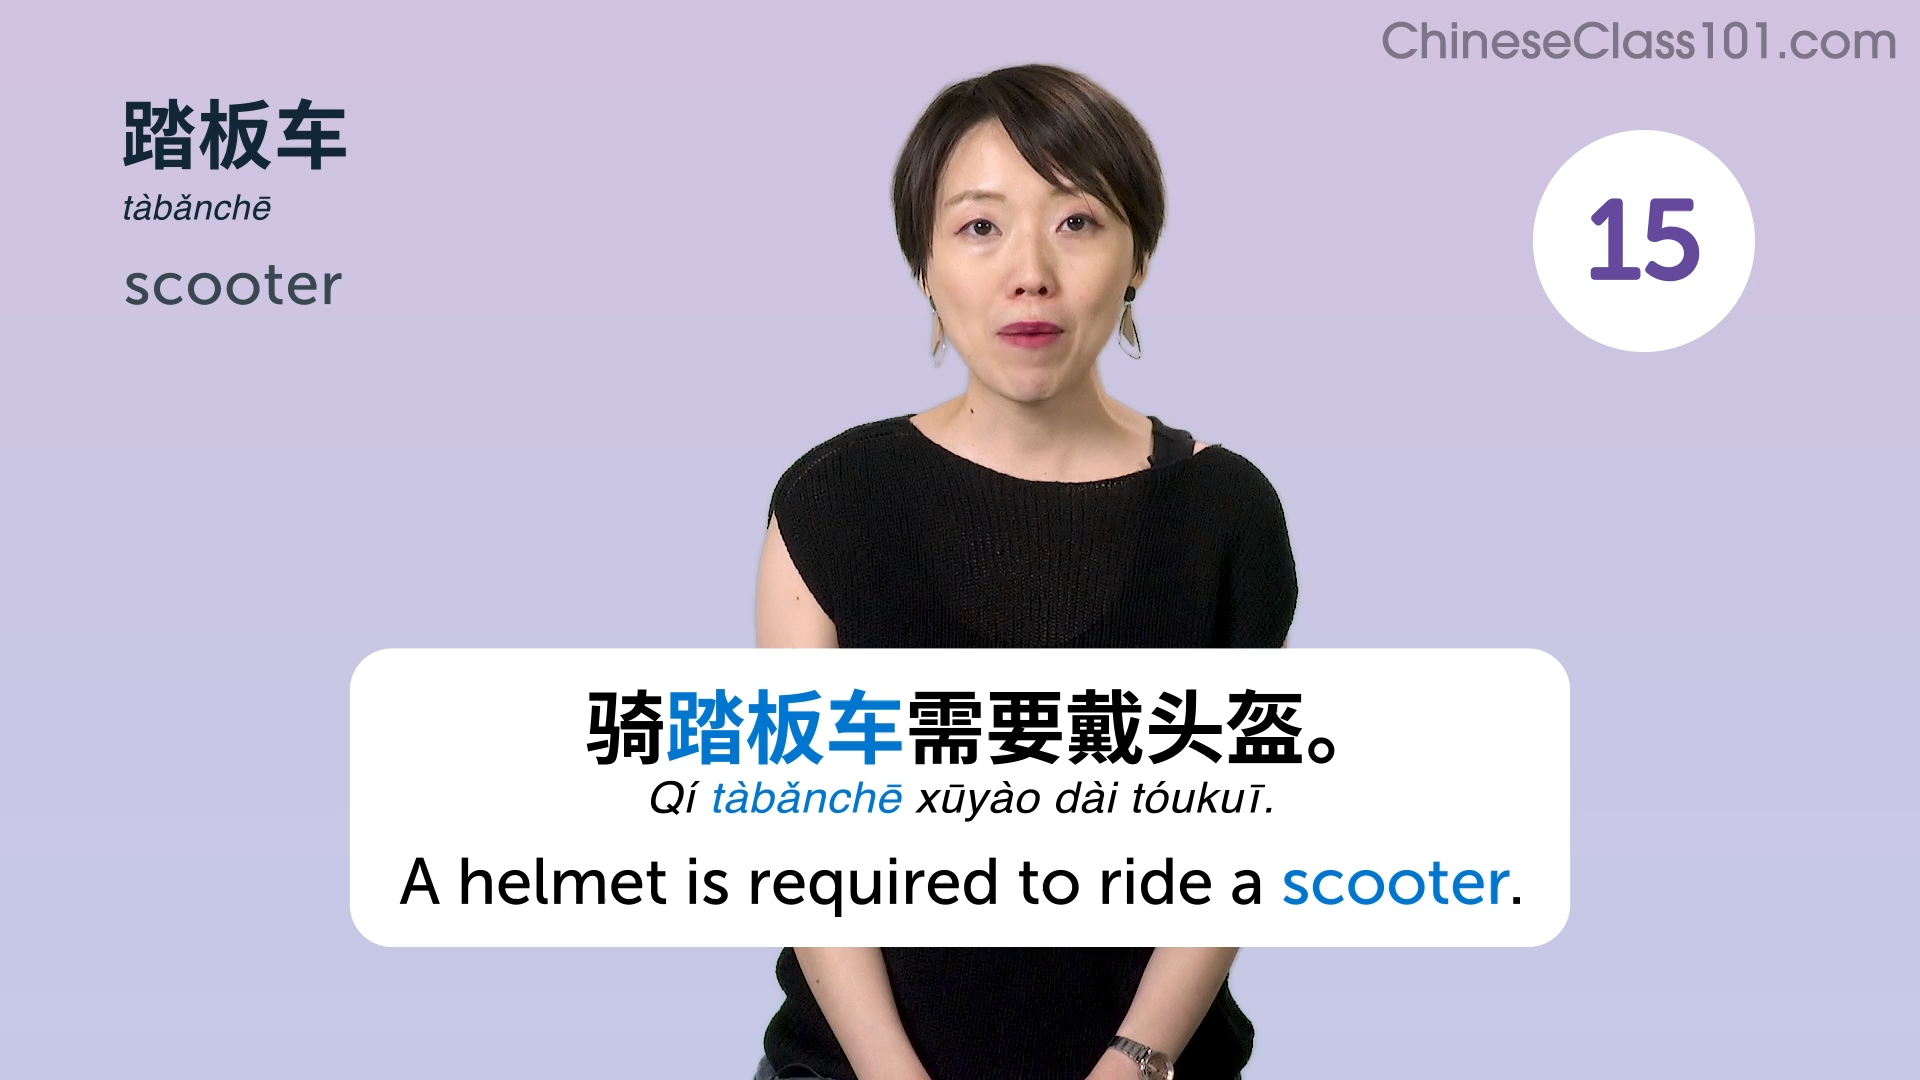 ChineseClass101.com
踏板车
tàbǎnchē
scooter
15
骑踏板车需要戴头盔。
Qí tàbǎnchē xūyào dài tóukuī.
A helmet is required to ride a scooter.